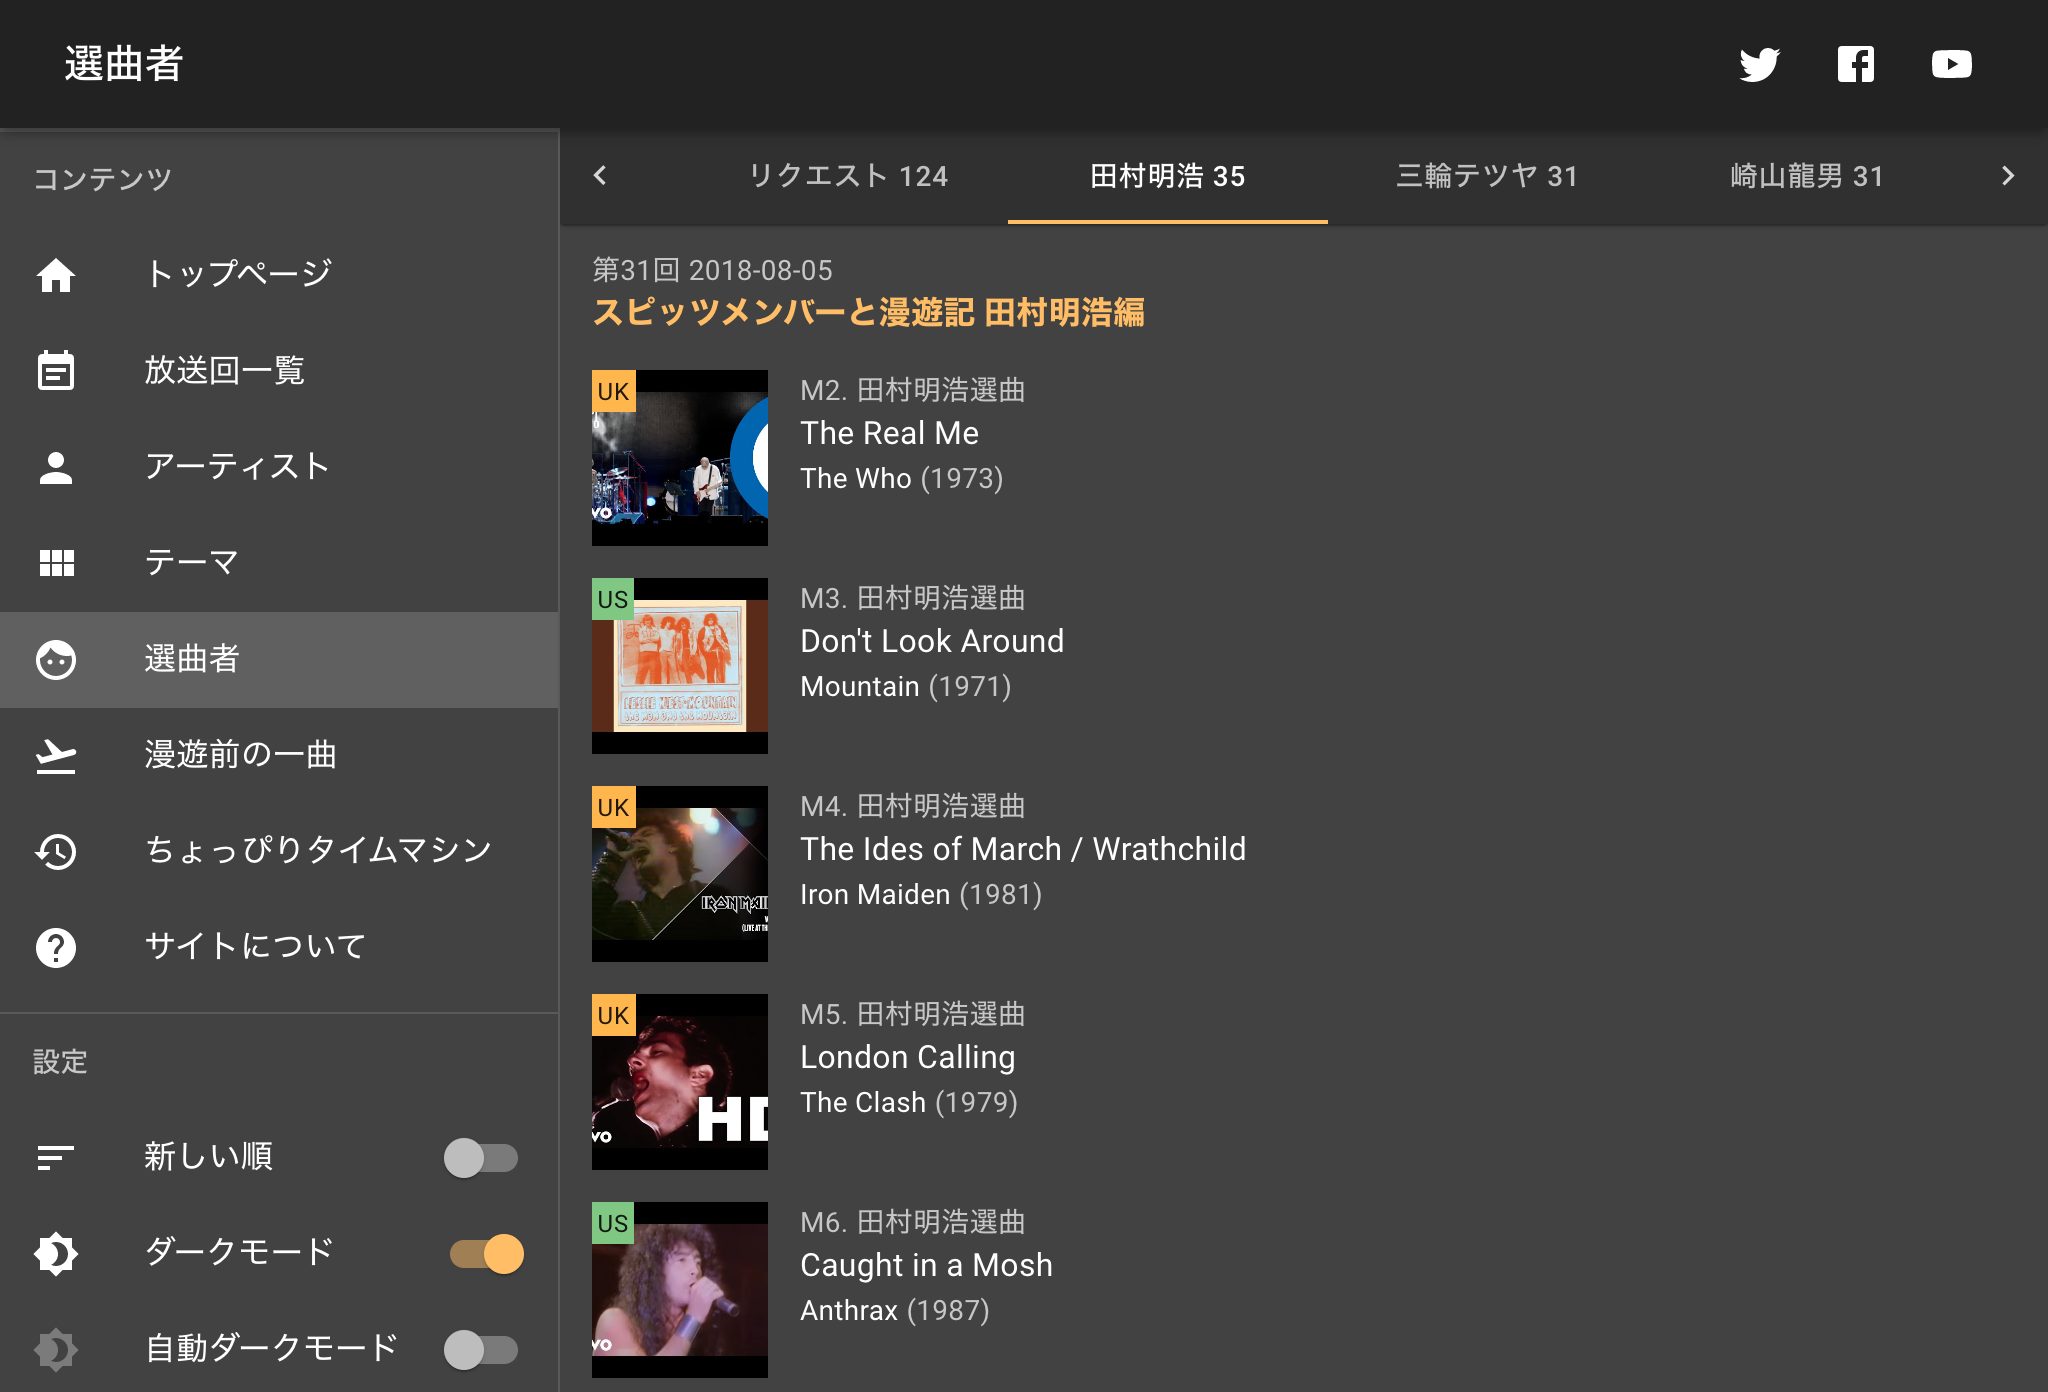 選曲者
コンテンツ
トップページ
放送回一覧
アーティスト
テーマ
選曲者
漫遊前の一曲
ちょっぴりタイムマシン
サイトについて
設定
新しい順
ダークモード
自動ダークモード
リクエスト 124
田村明浩 35
三輪テツヤ 31
崎山龍男 31
第31回 2018-08-05
スピッツメンバーと漫遊記 田村明浩編
UK
M2. 田村明浩選曲
The Real Me
The Who (1973)
US
M3. 田村明浩選曲
Don't Look Around
Mountain (1971)
UK
M4. 田村明浩選曲
The Ides of March / Wrathchild
Iron Maiden (1981)
UK
HD
M5. 田村明浩選曲
London Calling
The Clash (1979)
US
M6. 田村明浩選曲
Caught in a Mosh
Anthrax (1987)